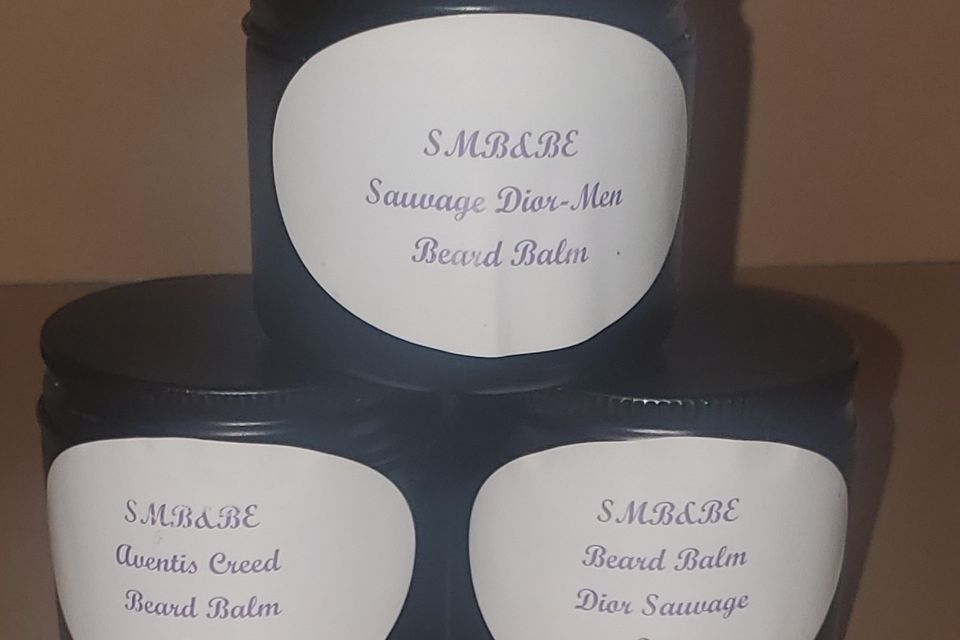 SMB&BE
Sauvage Dior-Men
Beard Balm
SMB&BE
Aventis Creed
Beard Balm
SMB&BE
Beard Balm
Dior Sauvage